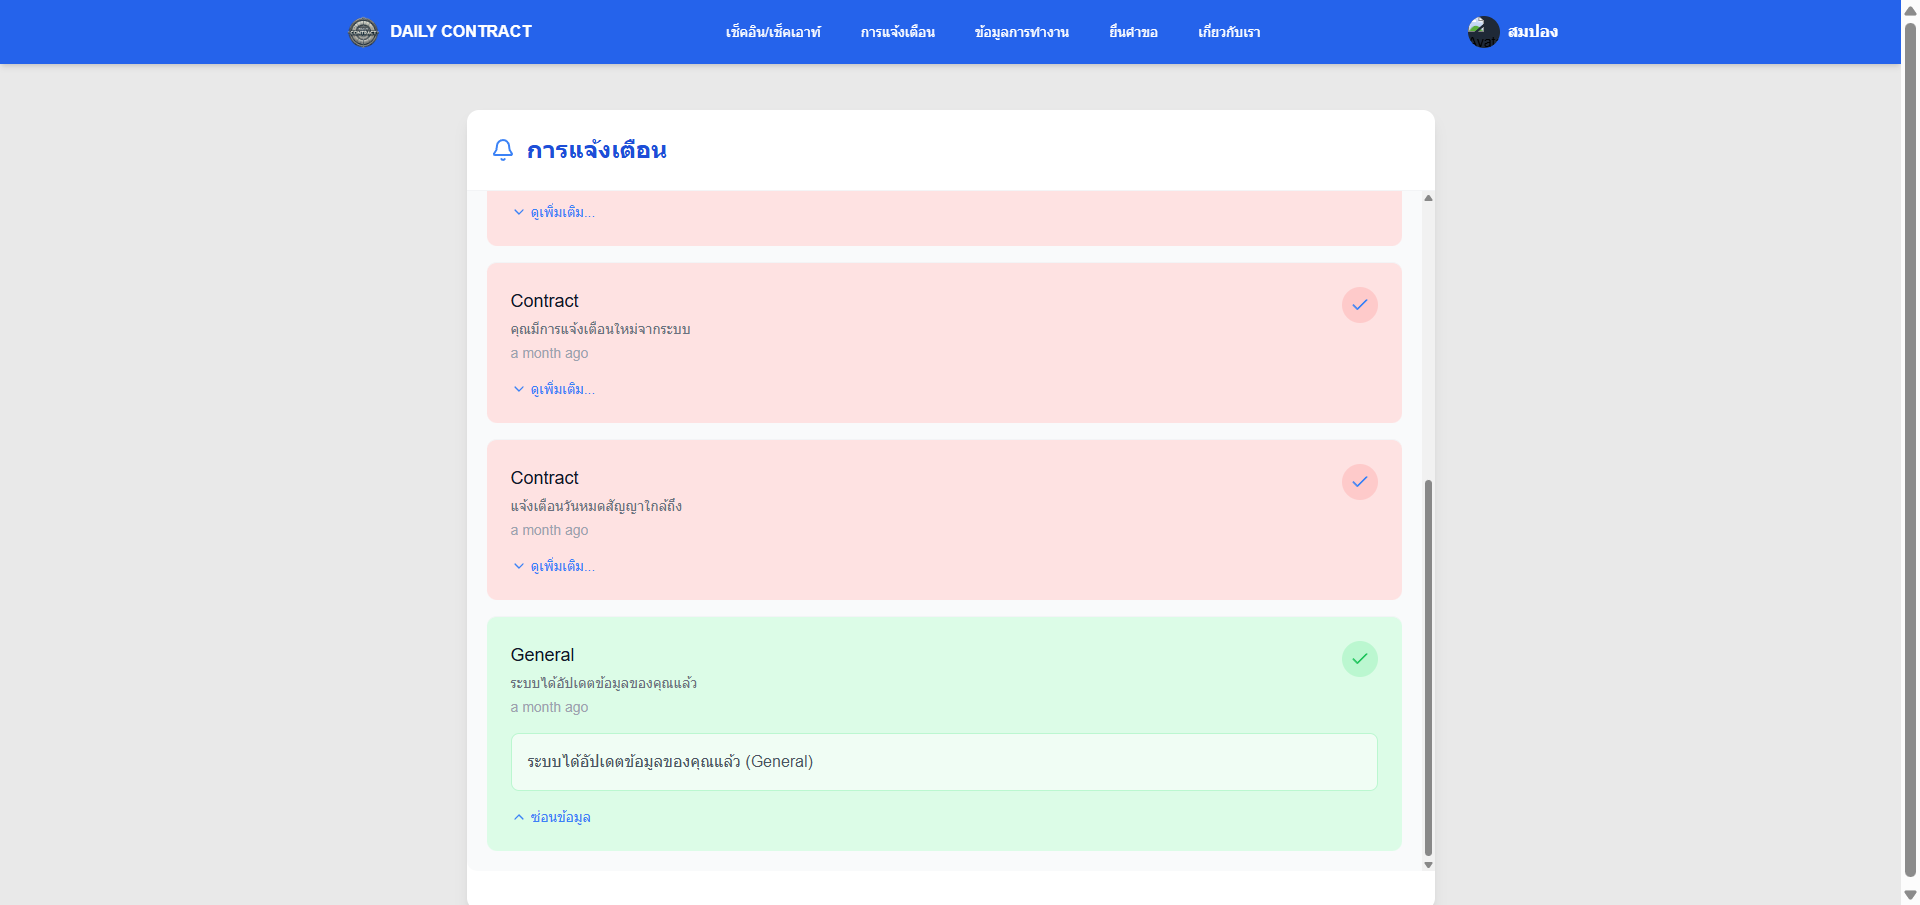 DAILY CONTRACT
เช็คอิน/เช็คเอาท์
การแจ้งเตือน
ข้อมูลการทำงาน
ยื่นคำขอ
เกี่ยวกับเรา
สมปอง
การแจ้งเตือน
ดูเพิ่มเติม...
Contract
คุณมีการแจ้งเตือนใหม่จากระบบ
a month ago
ดูเพิ่มเติม...
Contract
แจ้งเตือนวันหมดสัญญาใกล้ถึง
a month ago
ดูเพิ่มเติม...
General
ระบบได้อัปเดตข้อมูลของคุณแล้ว
a month ago
ระบบได้อัปเดตข้อมูลของคุณแล้ว (General)
ซ่อนข้อมูล